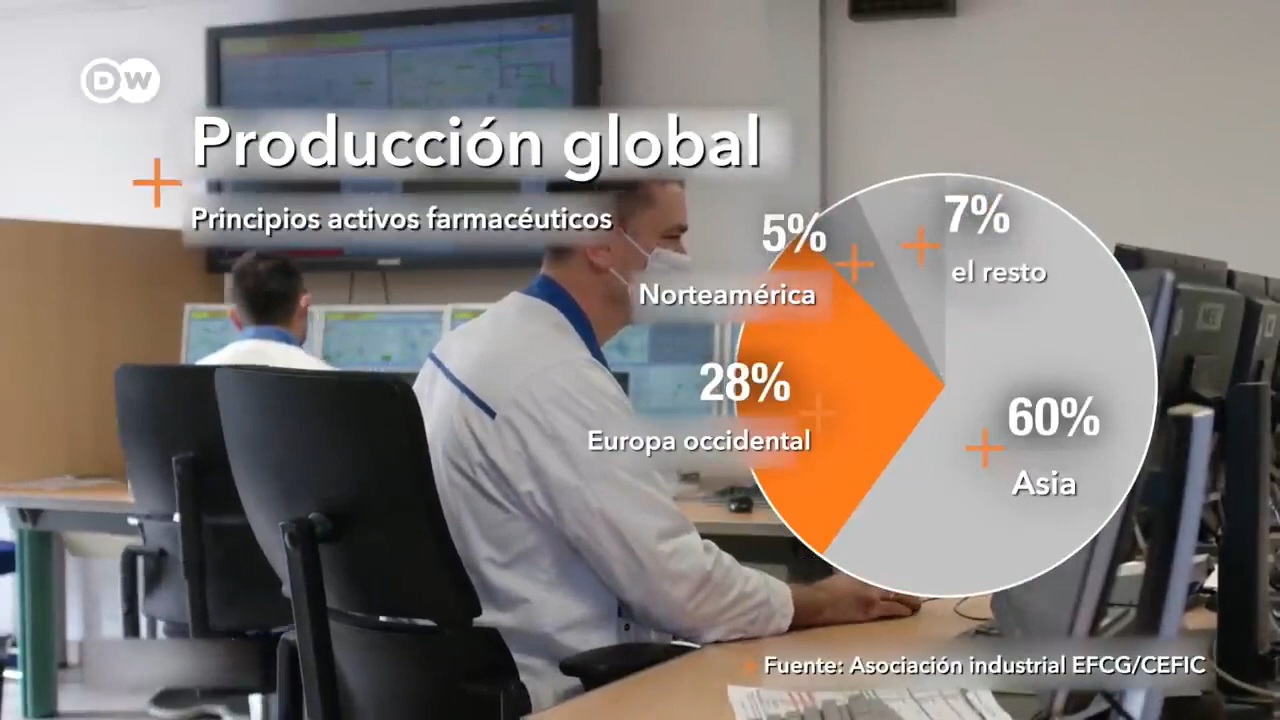 DW
Producción global
Principios activos farmacéuticos
5%
Norteamérica
7%
el resto
28%
Europa occidental
60%
Asia
Fuente: Asociación industrial EFCG/CEFIC